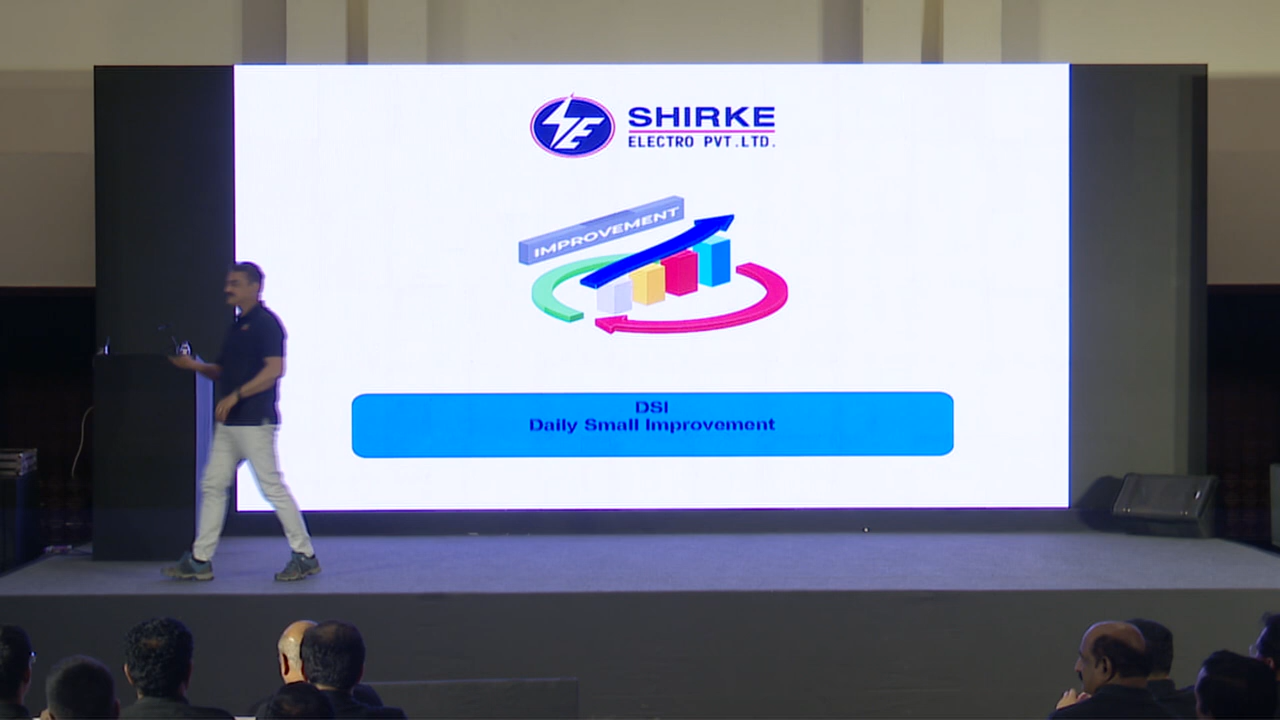 SHIRKE
ELECTRO PVT.LTD.
IMPROVEMENT
DSI
Daily Small Improvement